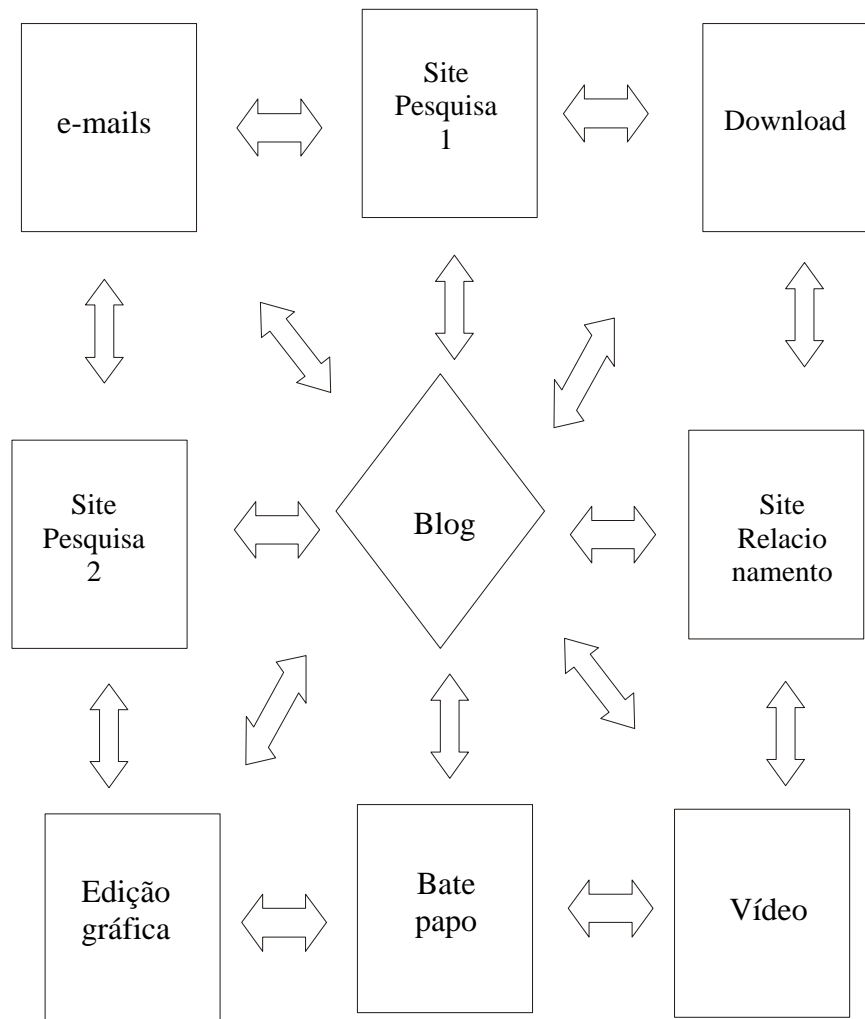 e-mails
Site
Pesquisa
1
Download
Site
Pesquisa
2
Blog
Site
Relacio
namento
Edição
gráfica
Bate
papo
Vídeo